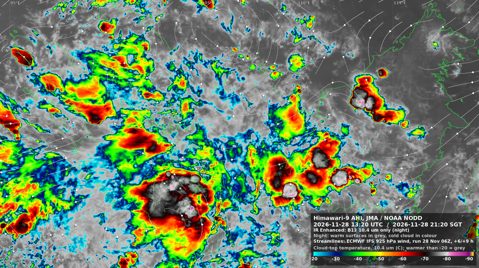 Himawari-9 AHI, JMA / NOAA NODD
2026-11-28 13:20 UTC / 2026-11-28 21:20 SGT
IR Enhanced: B13 10.4 um only (night)
Night: warm surfaces in grey, cold cloud in colour
Streamlines: ECMWF IFS 925 hPa wind, run 28 Nov 06Z, +6/+9 h
Cloud-top temperature, 10.4 um (C); warmer than -20 = grey
-30 -40 -50 -60 -70 -80 -90